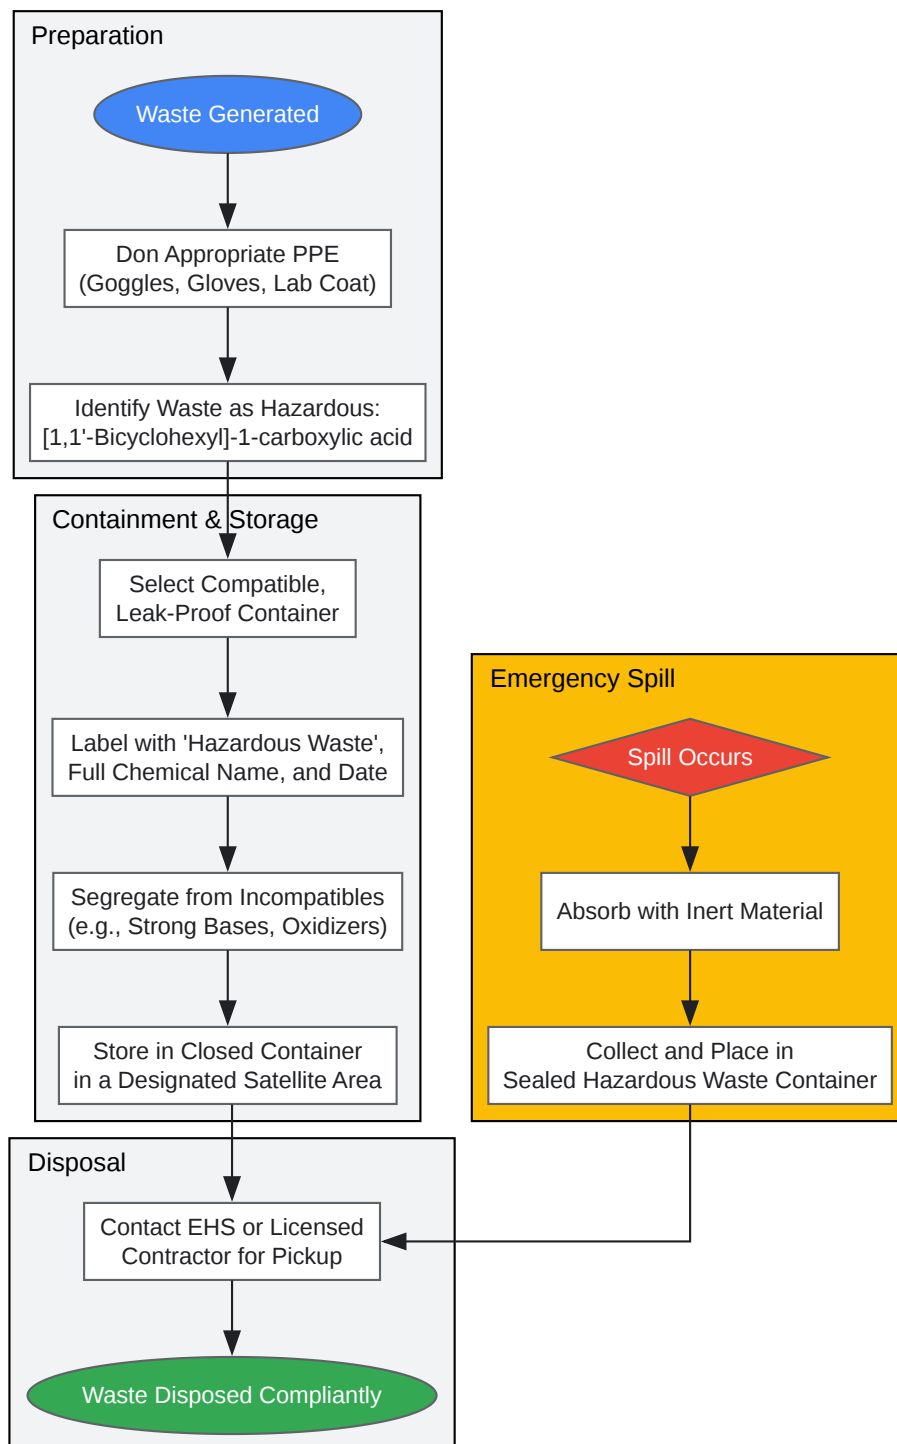 Preparation
Waste Generated
Don Appropriate PPE
(Goggles, Gloves, Lab Coat)
Identify Waste as Hazardous:
[1,1'-Bicyclohexyl]-1-carboxylic acid
Containment & Storage
Select Compatible,
Leak-Proof Container
Label with 'Hazardous Waste',
Full Chemical Name, and Date
Segregate from Incompatibles
(e.g., Strong Bases, Oxidizers)
Store in Closed Container
in a Designated Satellite Area
Emergency Spill
Spill Occurs
Absorb with Inert Material
Collect and Place in
Sealed Hazardous Waste Container
Disposal
Contact EHS or Licensed
Contractor for Pickup
Waste Disposed Compliantly